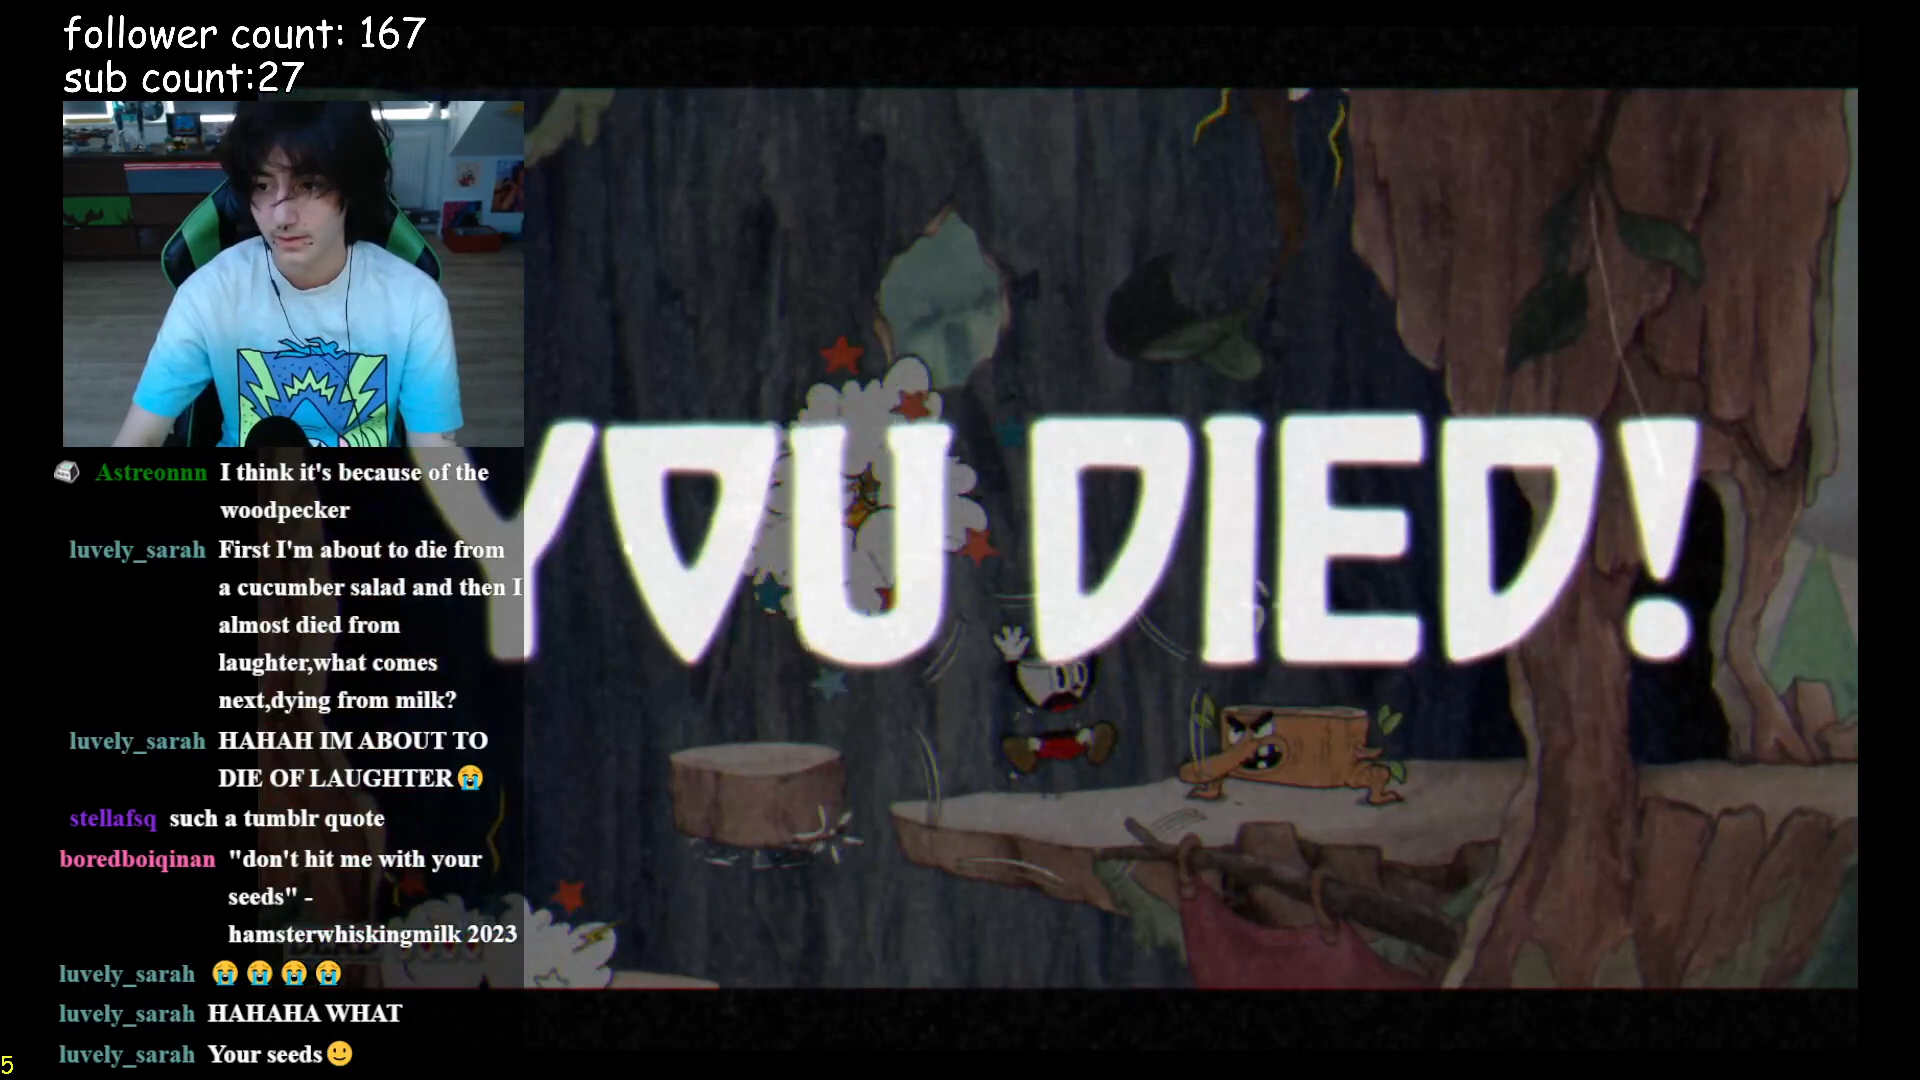 follower count: 167
sub count:27
YOU DIED!
Astreonnn I think it's because of the
woodpecker
luvely_sarah First I'm about to die from
a cucumber salad and then I
almost died from
laughter,what comes
next,dying from milk?
luvely_sarah HAHAH IM ABOUT TO
DIE OF LAUGHTER😭
stellafsq such a tumblr quote
boredboiqinan "don't hit me with your
seeds" -
hamsterwhiskingmilk 2023
luvely_sarah 😭 😭 😭 😭
luvely_sarah HAHAHA WHAT
luvely_sarah Your seeds🙂
5